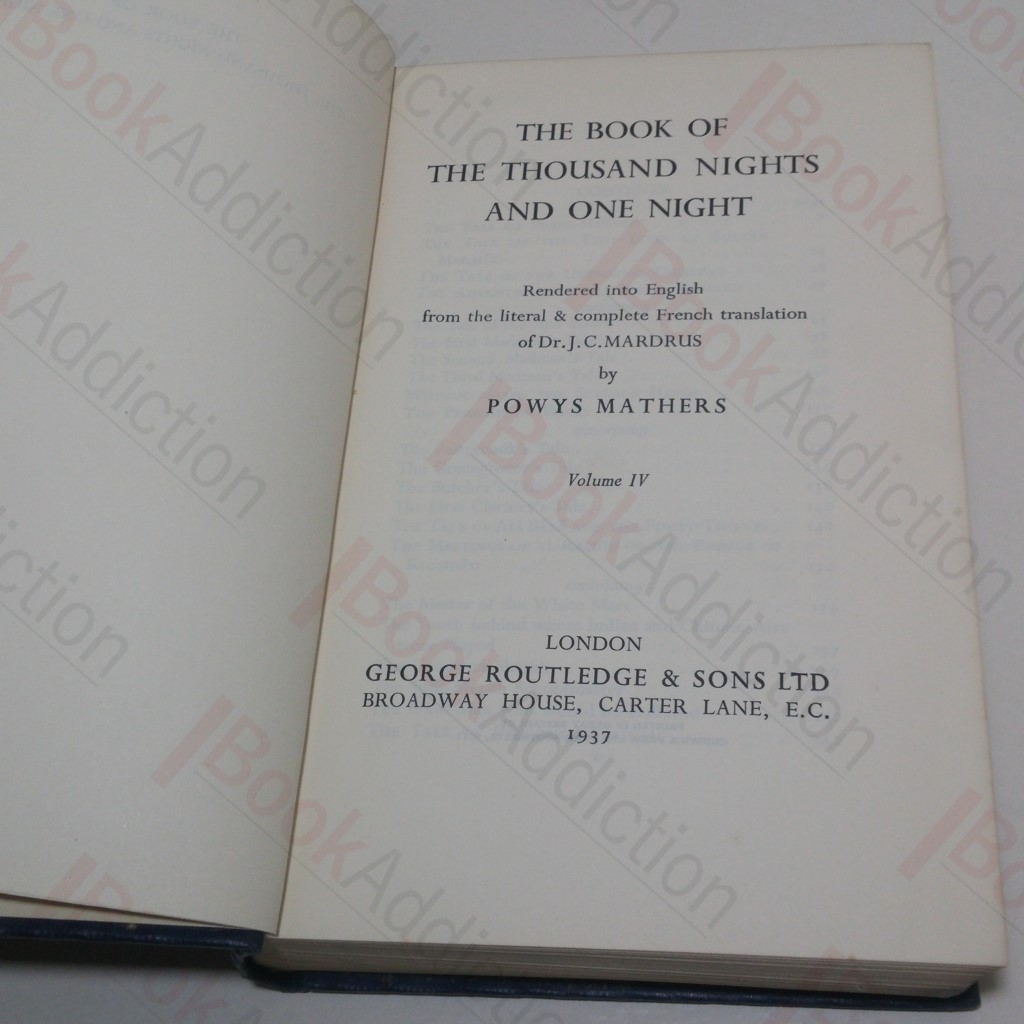 THE BOOK OF
THE THOUSAND NIGHTS
AND ONE NIGHT
Rendered into English
from the literal & complete French translation
of Dr. J. C. MARDRUS
by
POWYS MATHERS
Volume IV
LONDON
GEORGE ROUTLEDGE & SONS LTD
BROADWAY HOUSE, CARTER LANE, E.C.
1937
BookAddiction